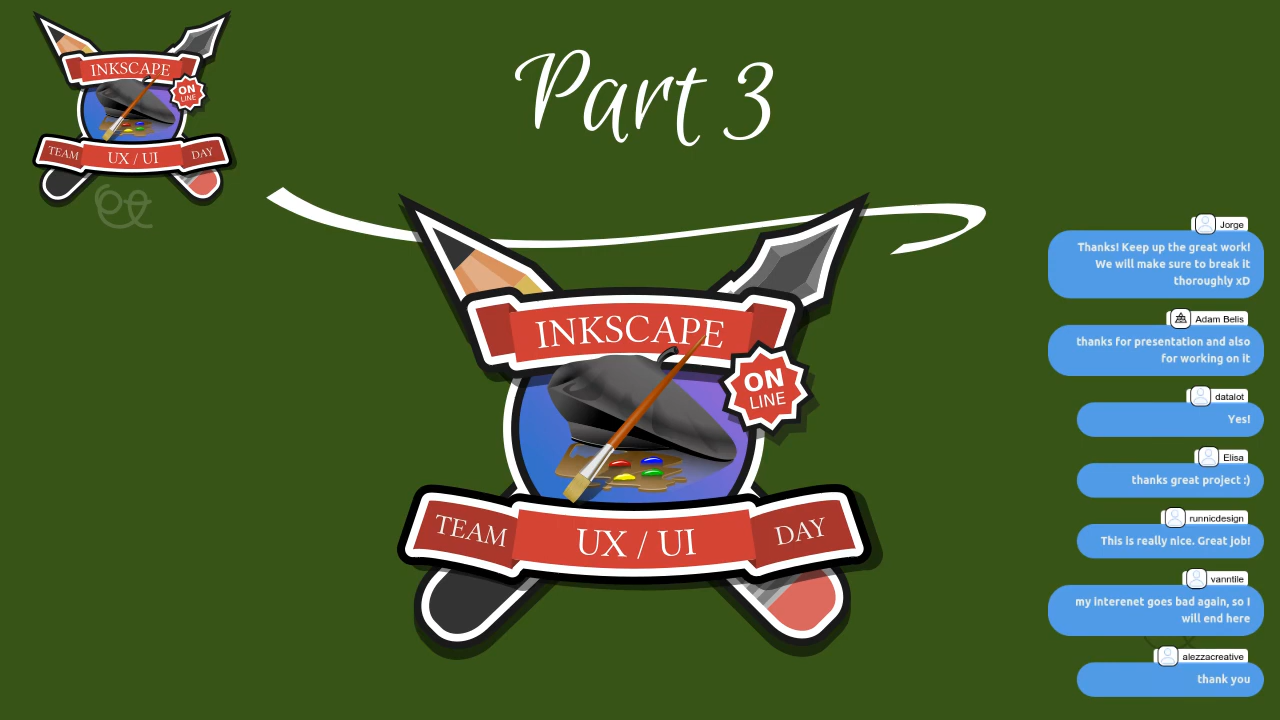 INKSCAPE
ON
LINE
TEAM
UX / UI
DAY
Part 3
INKSCAPE
ON
LINE
TEAM
UX / UI
DAY
Jorge
Thanks! Keep up the great work!
We will make sure to break it
thoroughly xD
Adam Belis
thanks for presentation and also
for working on it
datalot
Yes!
Elisa
thanks great project :)
runnicdesign
This is really nice. Great job!
vanntile
my interenet goes bad again, so I
will end here
alezzacreative
thank you